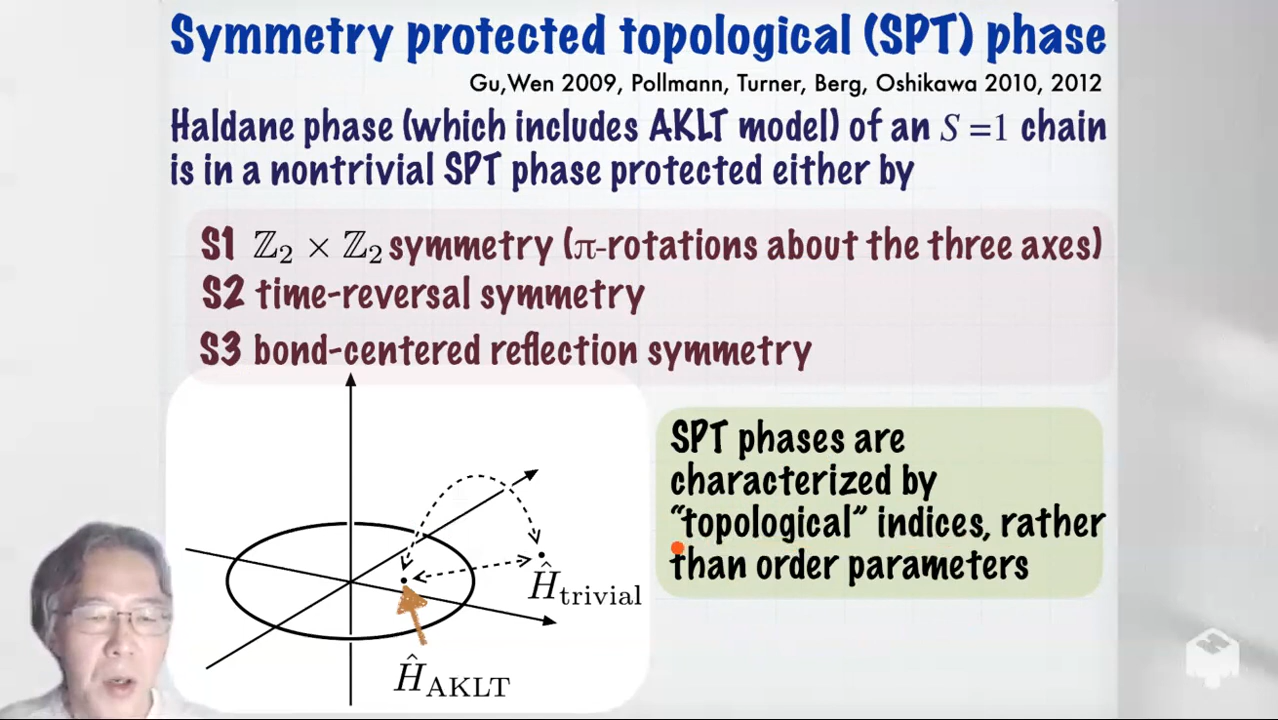 Symmetry protected topological (SPT) phase
Gu,Wen 2009, Pollmann, Turner, Berg, Oshikawa 2010, 2012
Haldane phase (which includes AKLT model) of an S =1 chain
is in a nontrivial SPT phase protected either by
S1 ℤ₂ × ℤ₂ symmetry (π-rotations about the three axes)
S2 time-reversal symmetry
S3 bond-centered reflection symmetry
SPT phases are
characterized by
“topological” indices, rather
than order parameters
Ĥtrivial
ĤAKLT